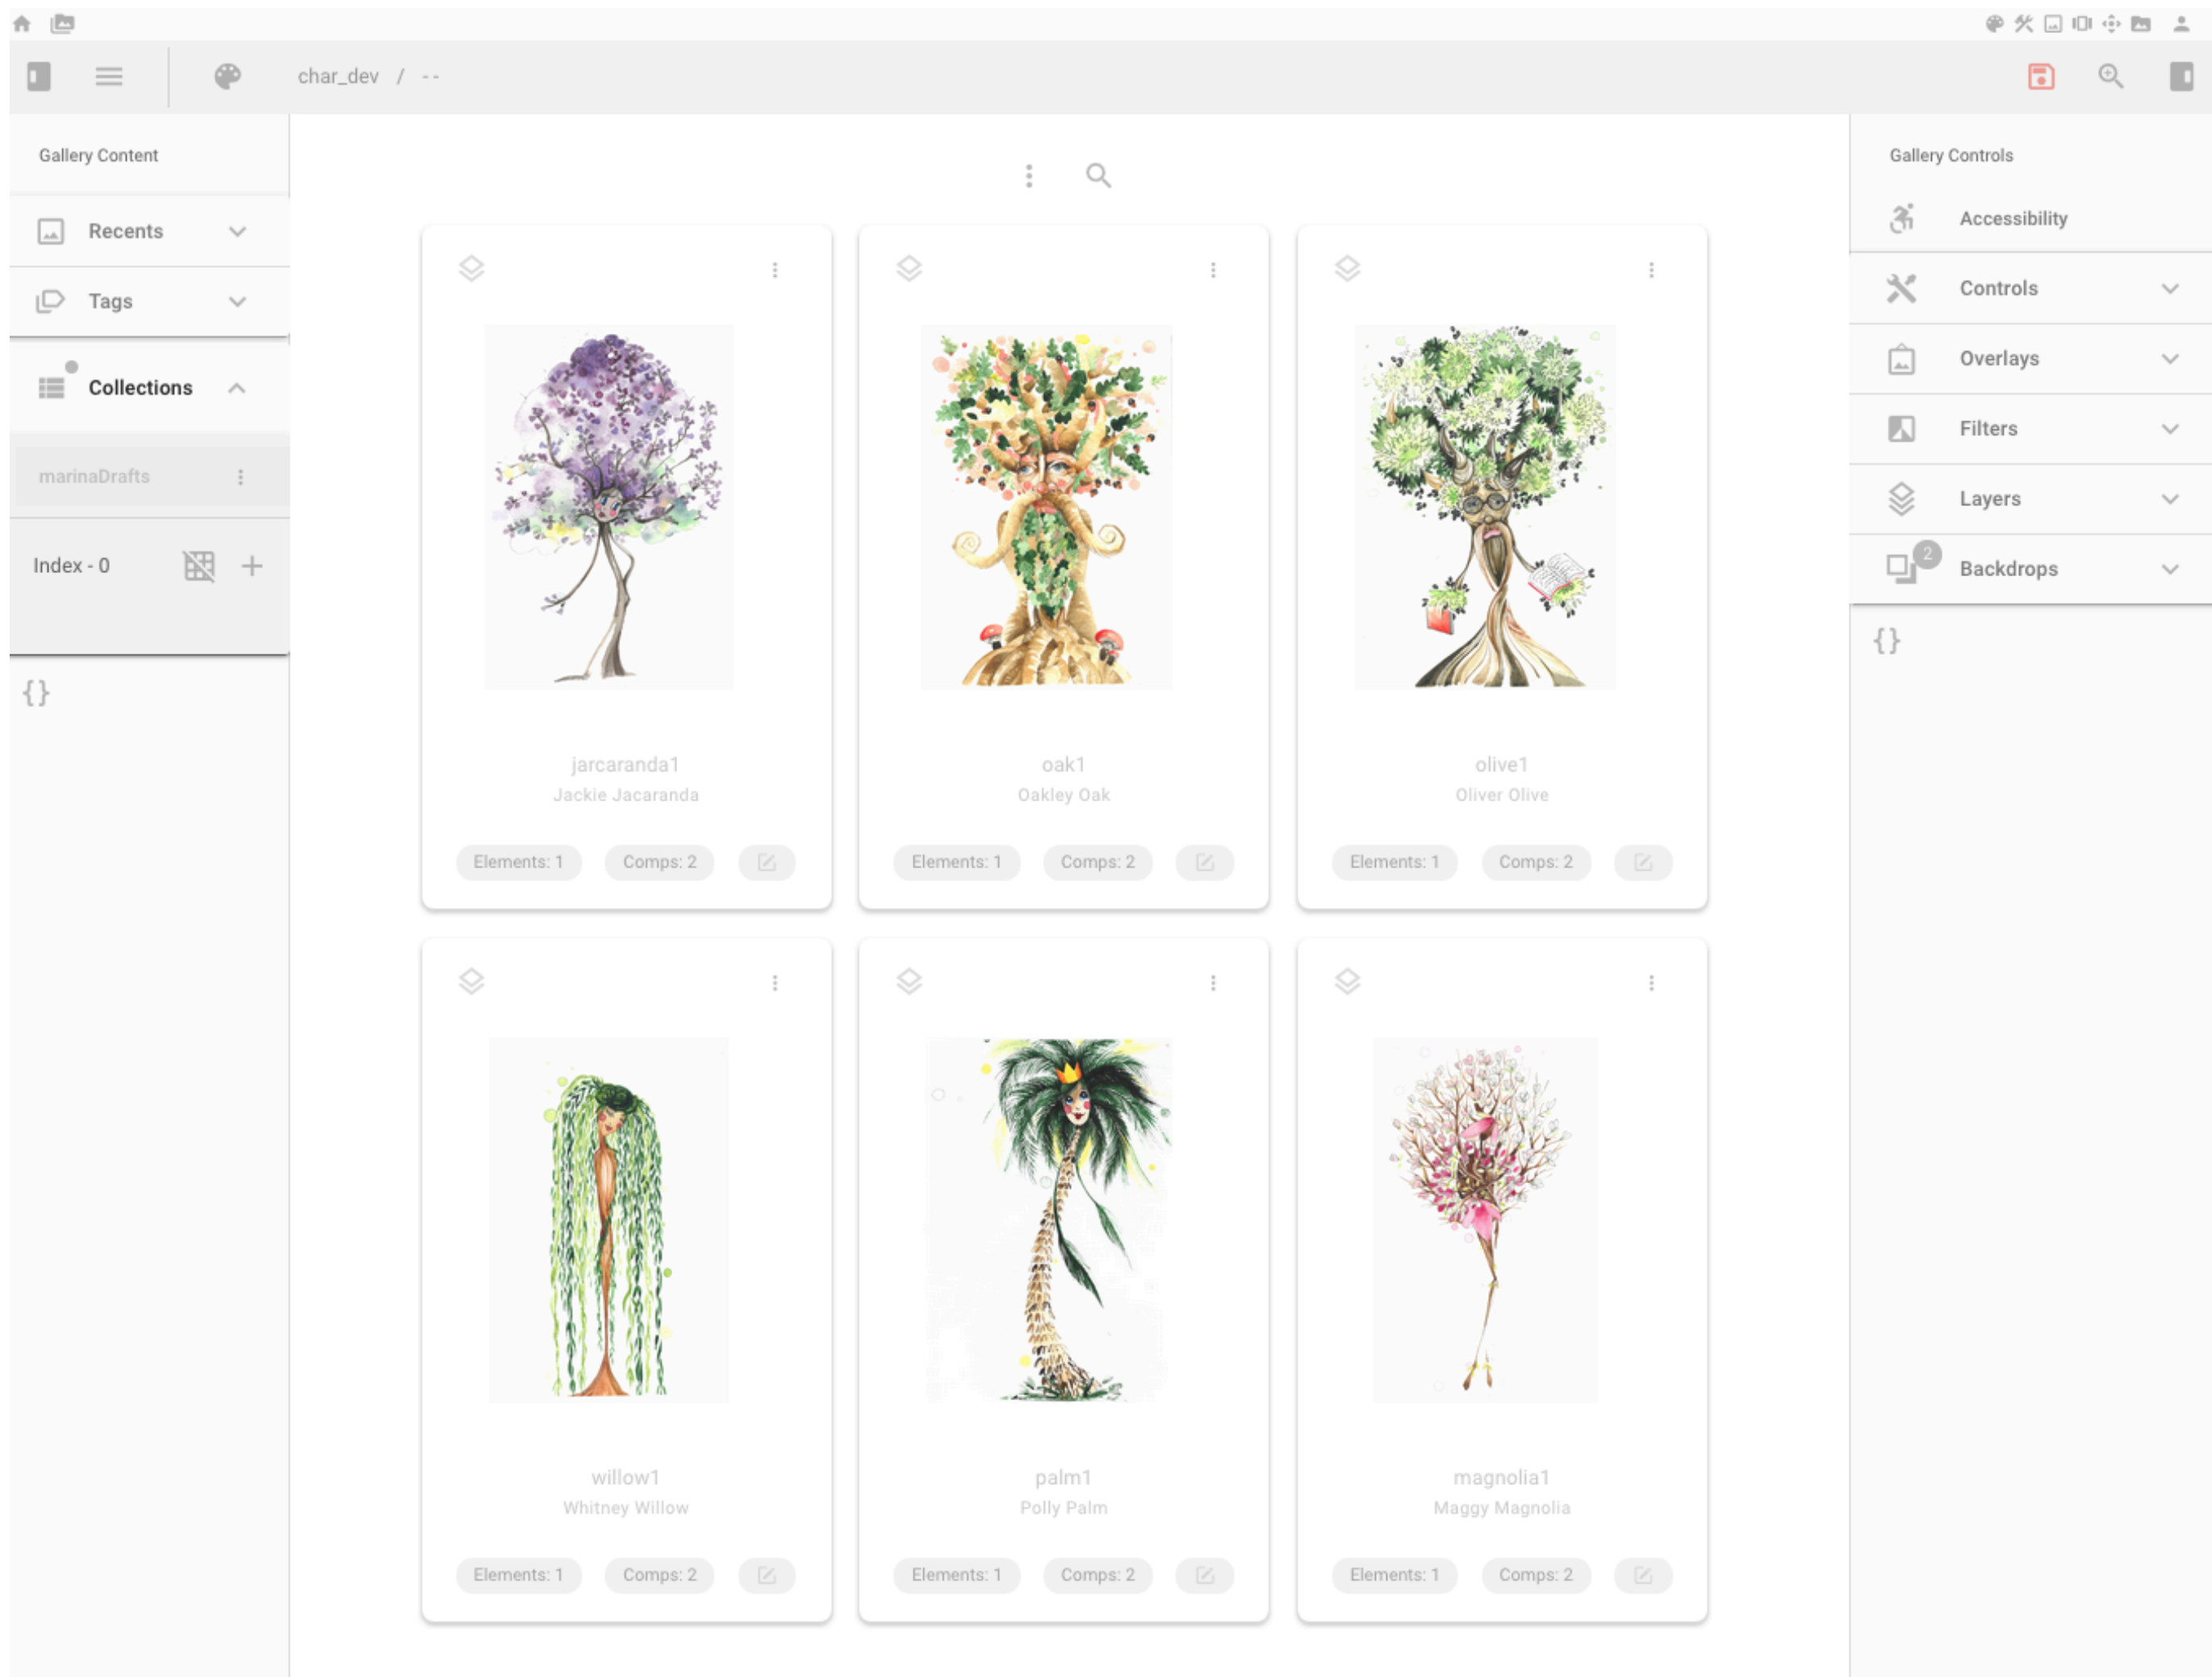 char_dev / --
Gallery Content
Recents
Tags
Collections
marinaDrafts
Index - 0
{}
jarcaranda1
Jackie Jacaranda
Elements: 1 Comps: 2
oak1
Oakley Oak
Elements: 1 Comps: 2
olive1
Oliver Olive
Elements: 1 Comps: 2
willow1
Whitney Willow
Elements: 1 Comps: 2
palm1
Polly Palm
Elements: 1 Comps: 2
magnolia1
Maggy Magnolia
Elements: 1 Comps: 2
Gallery Controls
Accessibility
Controls
Overlays
Filters
Layers
2
Backdrops
{}